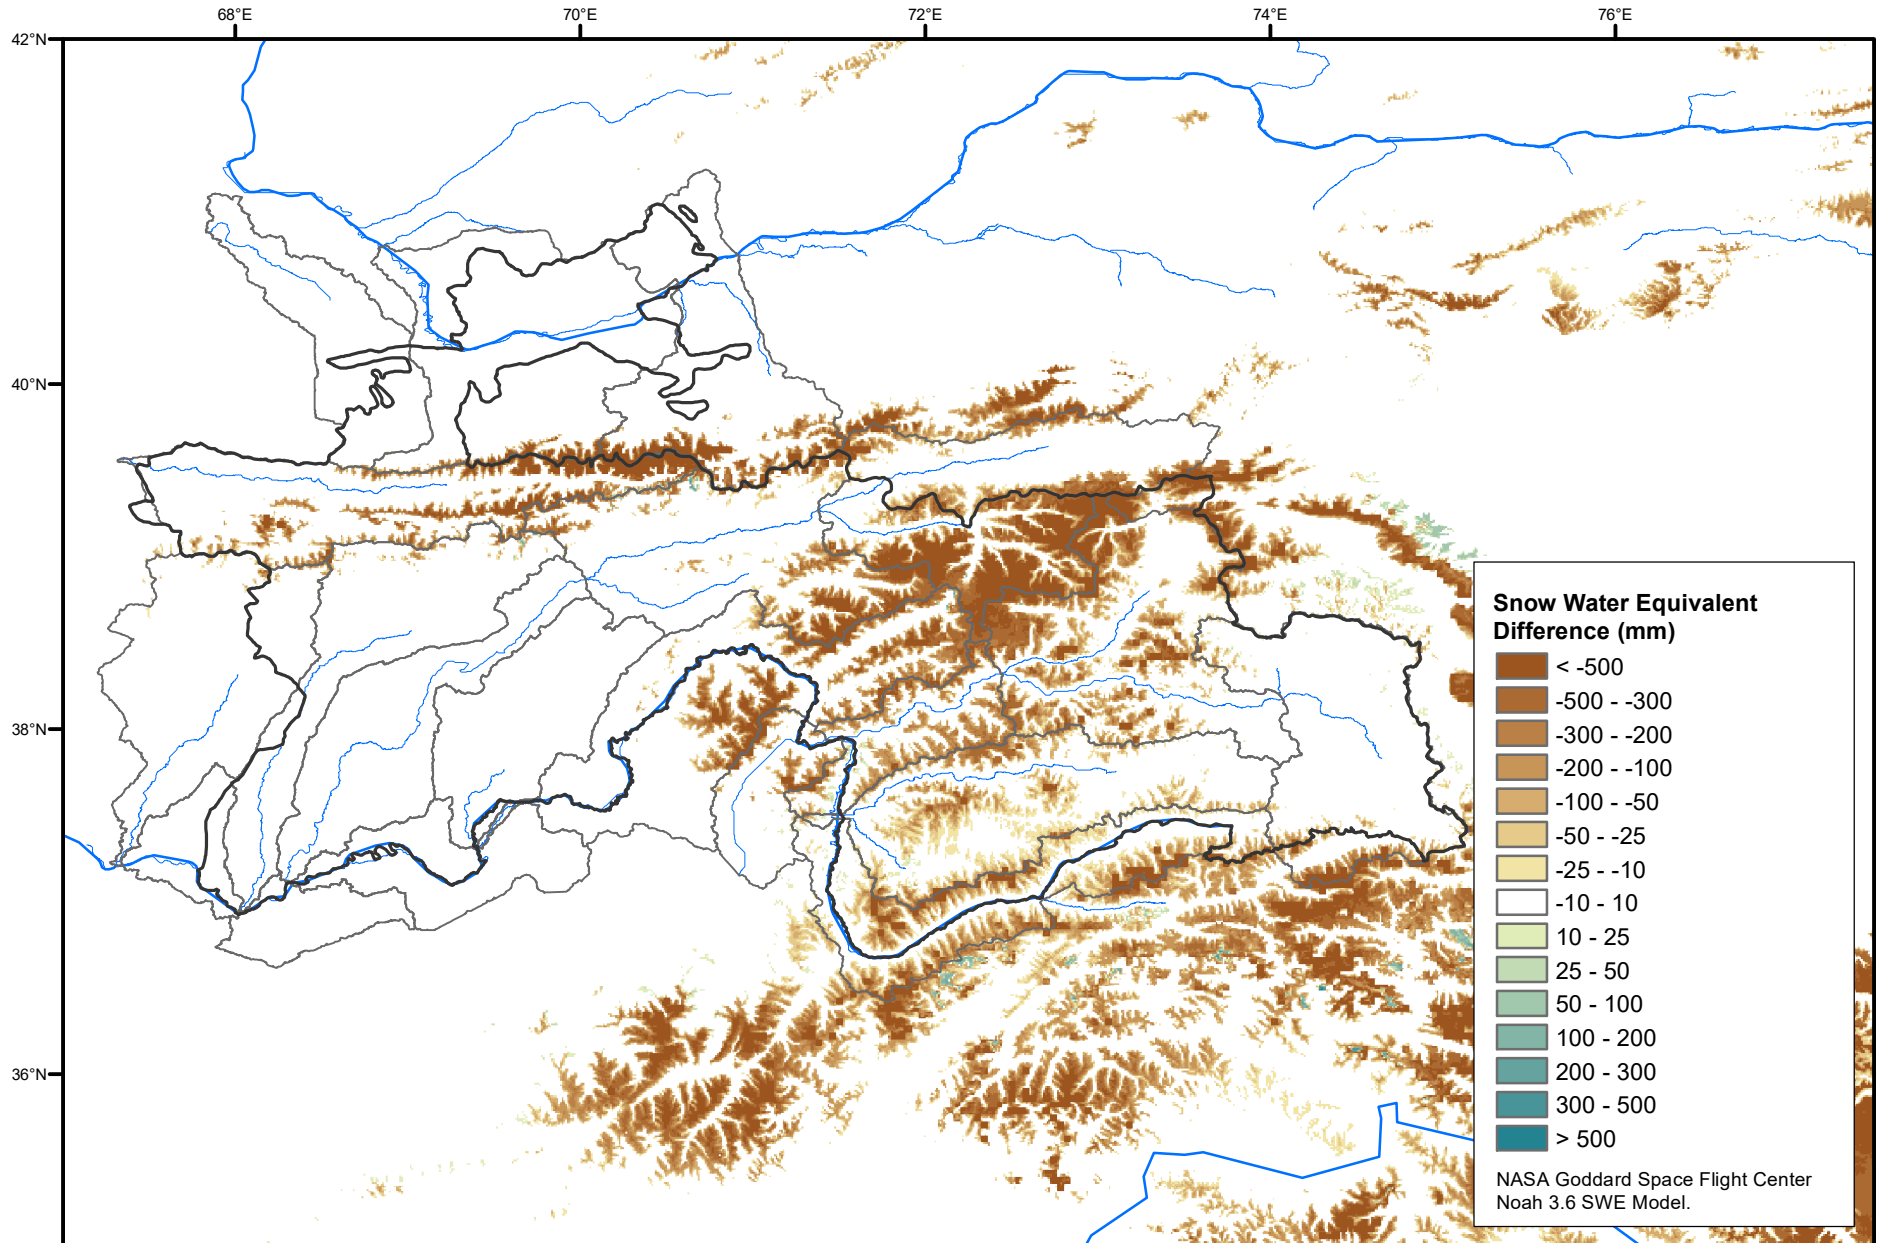 68°E
70°E
72°E
74°E
76°E
42°N
40°N
38°N
36°N
Snow Water Equivalent
Difference (mm)
< -500
-500 - -300
-300 - -200
-200 - -100
-100 - -50
-50 - -25
-25 - -10
-10 - 10
10 - 25
25 - 50
50 - 100
100 - 200
200 - 300
300 - 500
> 500
NASA Goddard Space Flight Center
Noah 3.6 SWE Model.